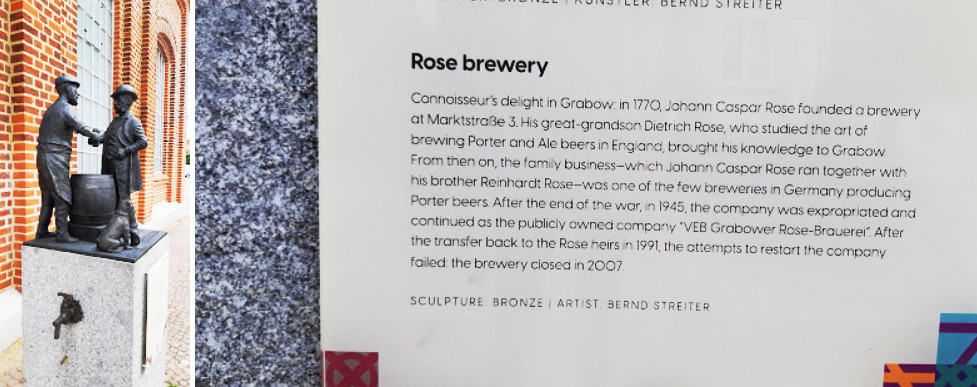 BRONZE | KÜNSTLER: BERND STREITER
Rose brewery
Connoisseur's delight in Grabow: in 1770, Johann Caspar Rose founded a brewery
at Marktstraße 3. His great-grandson Dietrich Rose, who studied the art of
brewing Porter and Ale beers in England, brought his knowledge to Grabow.
From then on, the family business—which Johann Caspar Rose ran together with
his brother Reinhardt Rose—was one of the few breweries in Germany producing
Porter beers. After the end of the war, in 1945, the company was expropriated and
continued as the publicly owned company "VEB Grabower Rose-Brauerei". After
the transfer back to the Rose heirs in 1991, the attempts to restart the company
failed: the brewery closed in 2007.
SCULPTURE: BRONZE | ARTIST: BERND STREITER